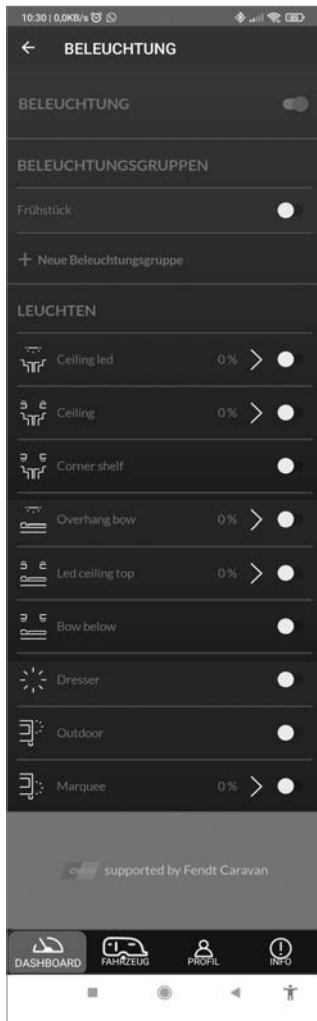 10:30 | 0,0KB/s
BELEUCHTUNG
BELEUCHTUNG
BELEUCHTUNGSGRUPPEN
Frühstück
+ Neue Beleuchtungsgruppe
LEUCHTEN
Ceiling led 0 %
Ceiling 0 %
Corner shelf
Overhang bow 0 %
Led ceiling top 0 %
Bow below
Dresser
Outdoor
Marquee 0 %
supported by Fendt Caravan
DASHBOARD FAHRZEUG PROFIL INFO